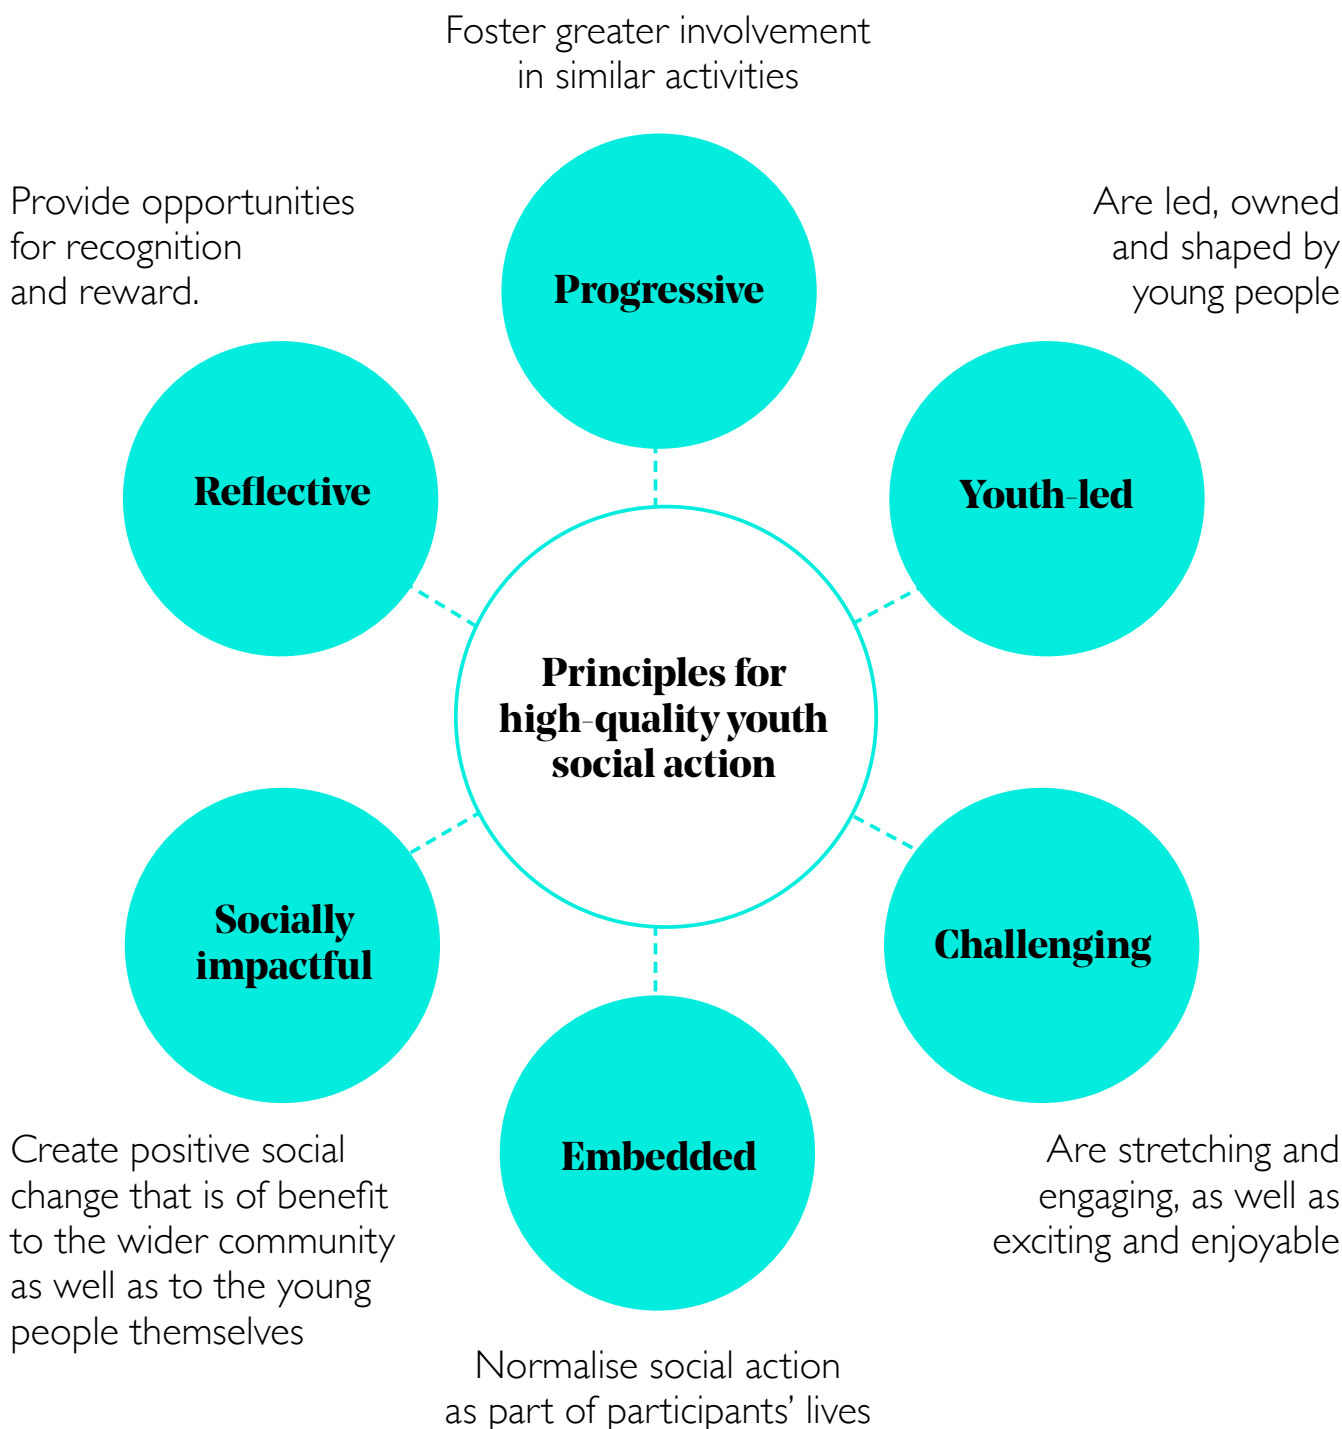 Foster greater involvement
in similar activities
Progressive
Are led, owned
and shaped by
young people
Youth-led
Challenging
Are stretching and
engaging, as well as
exciting and enjoyable
Embedded
Normalise social action
as part of participants’ lives
Socially
impactful
Create positive social
change that is of benefit
to the wider community
as well as to the young
people themselves
Provide opportunities
for recognition
and reward.
Reflective
Principles for
high-quality youth
social action